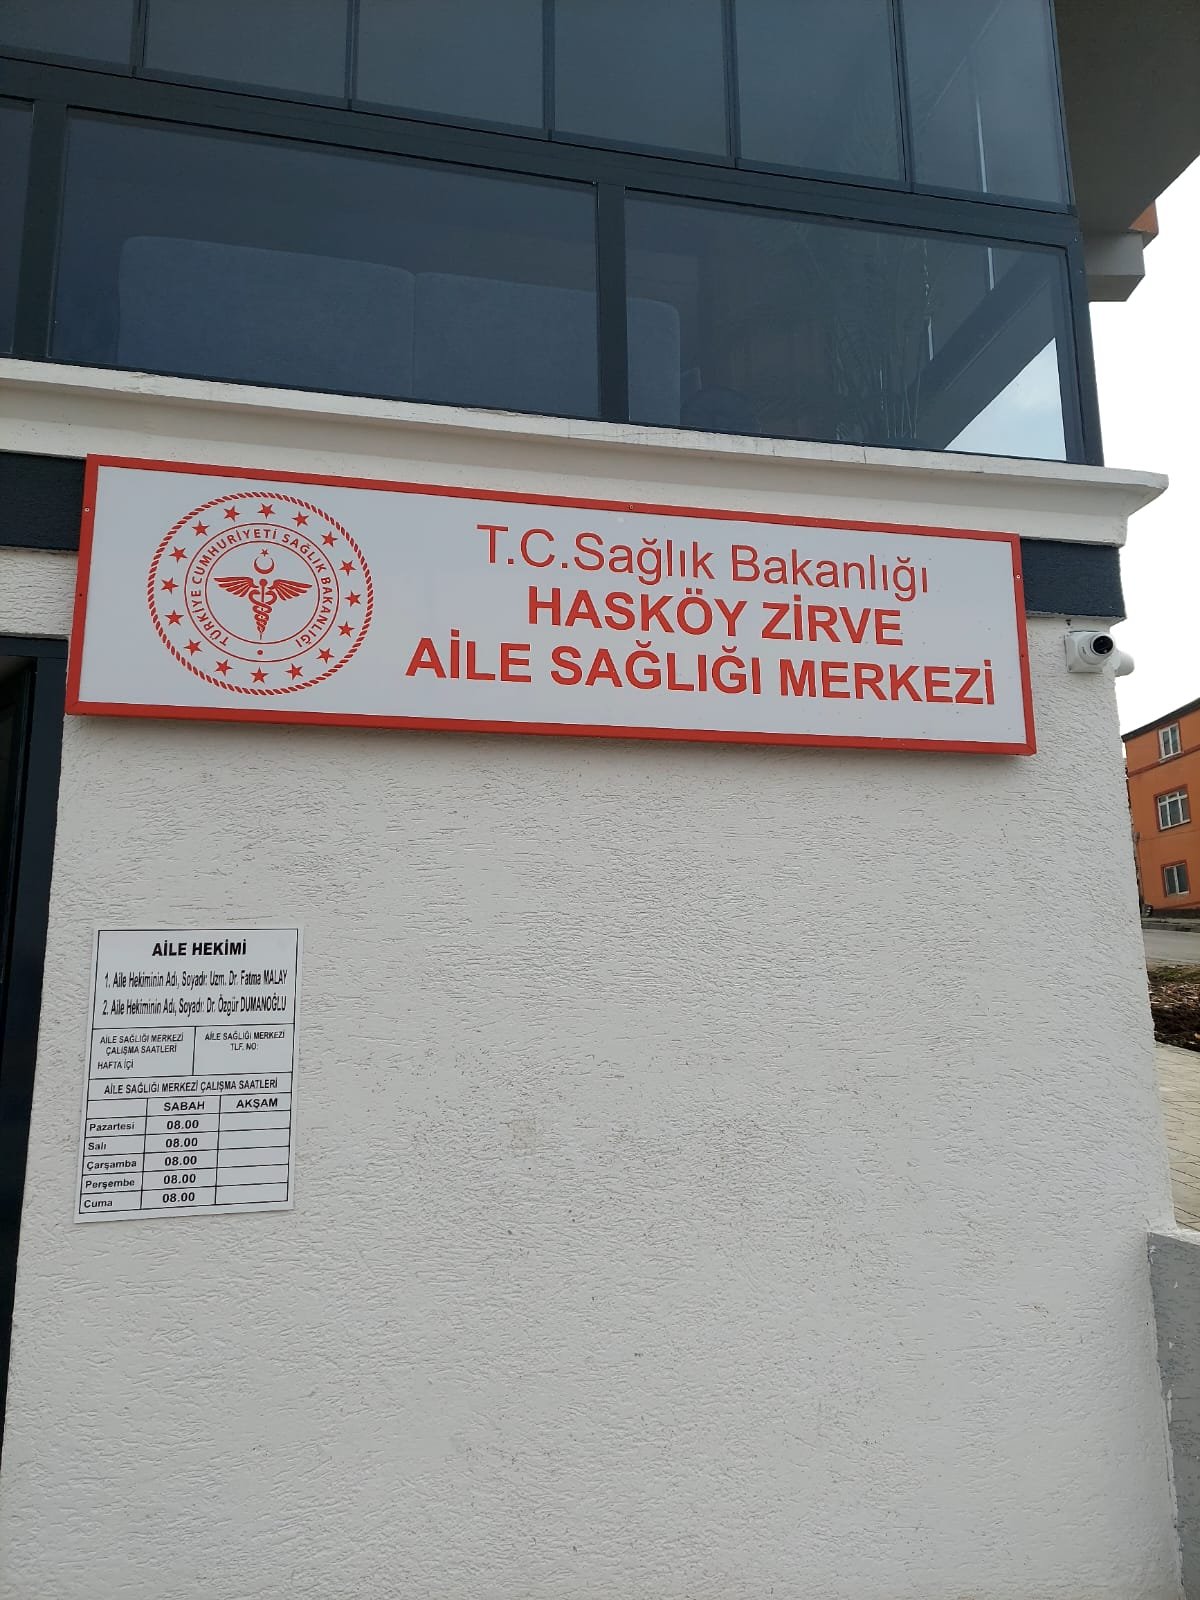 T.C.Sağlık Bakanlığı
HASKÖY ZİRVE
AİLE SAĞLIĞI MERKEZİ
TÜRKİYE CUMHURİYETİ SAĞLIK BAKANLIĞI
AİLE HEKİMİ
1. Aile Hekiminin Adı, Soyadı: Uzm. Dr. Fatma MALAY
2. Aile Hekiminin Adı, Soyadı: Dr. Özgür DUMANOĞLU
AİLE SAĞLIĞI MERKEZİ
ÇALIŞMA SAATLERİ
HAFTA İÇİ
AİLE SAĞLIĞI MERKEZİ
TLF. NO:
AİLE SAĞLIĞI MERKEZİ ÇALIŞMA SAATLERİ
SABAH AKŞAM
Pazartesi 08.00
Salı 08.00
Çarşamba 08.00
Perşembe 08.00
Cuma 08.00